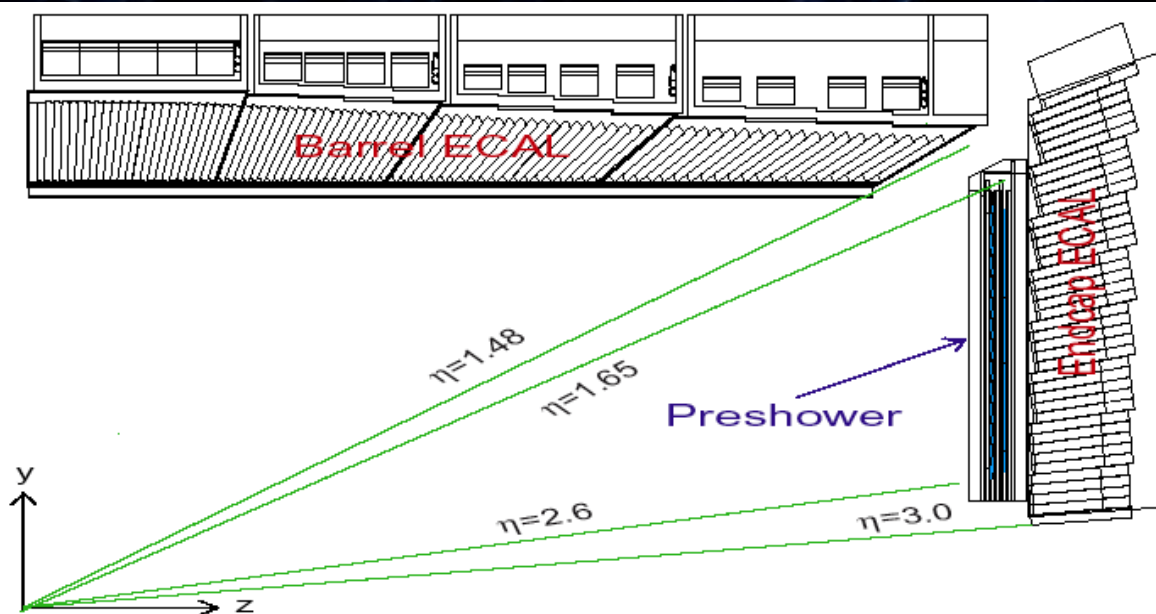 Barrel ECAL
Endcap ECAL
η=1.48
η=1.65
Preshower
y
η=2.6
η=3.0
z